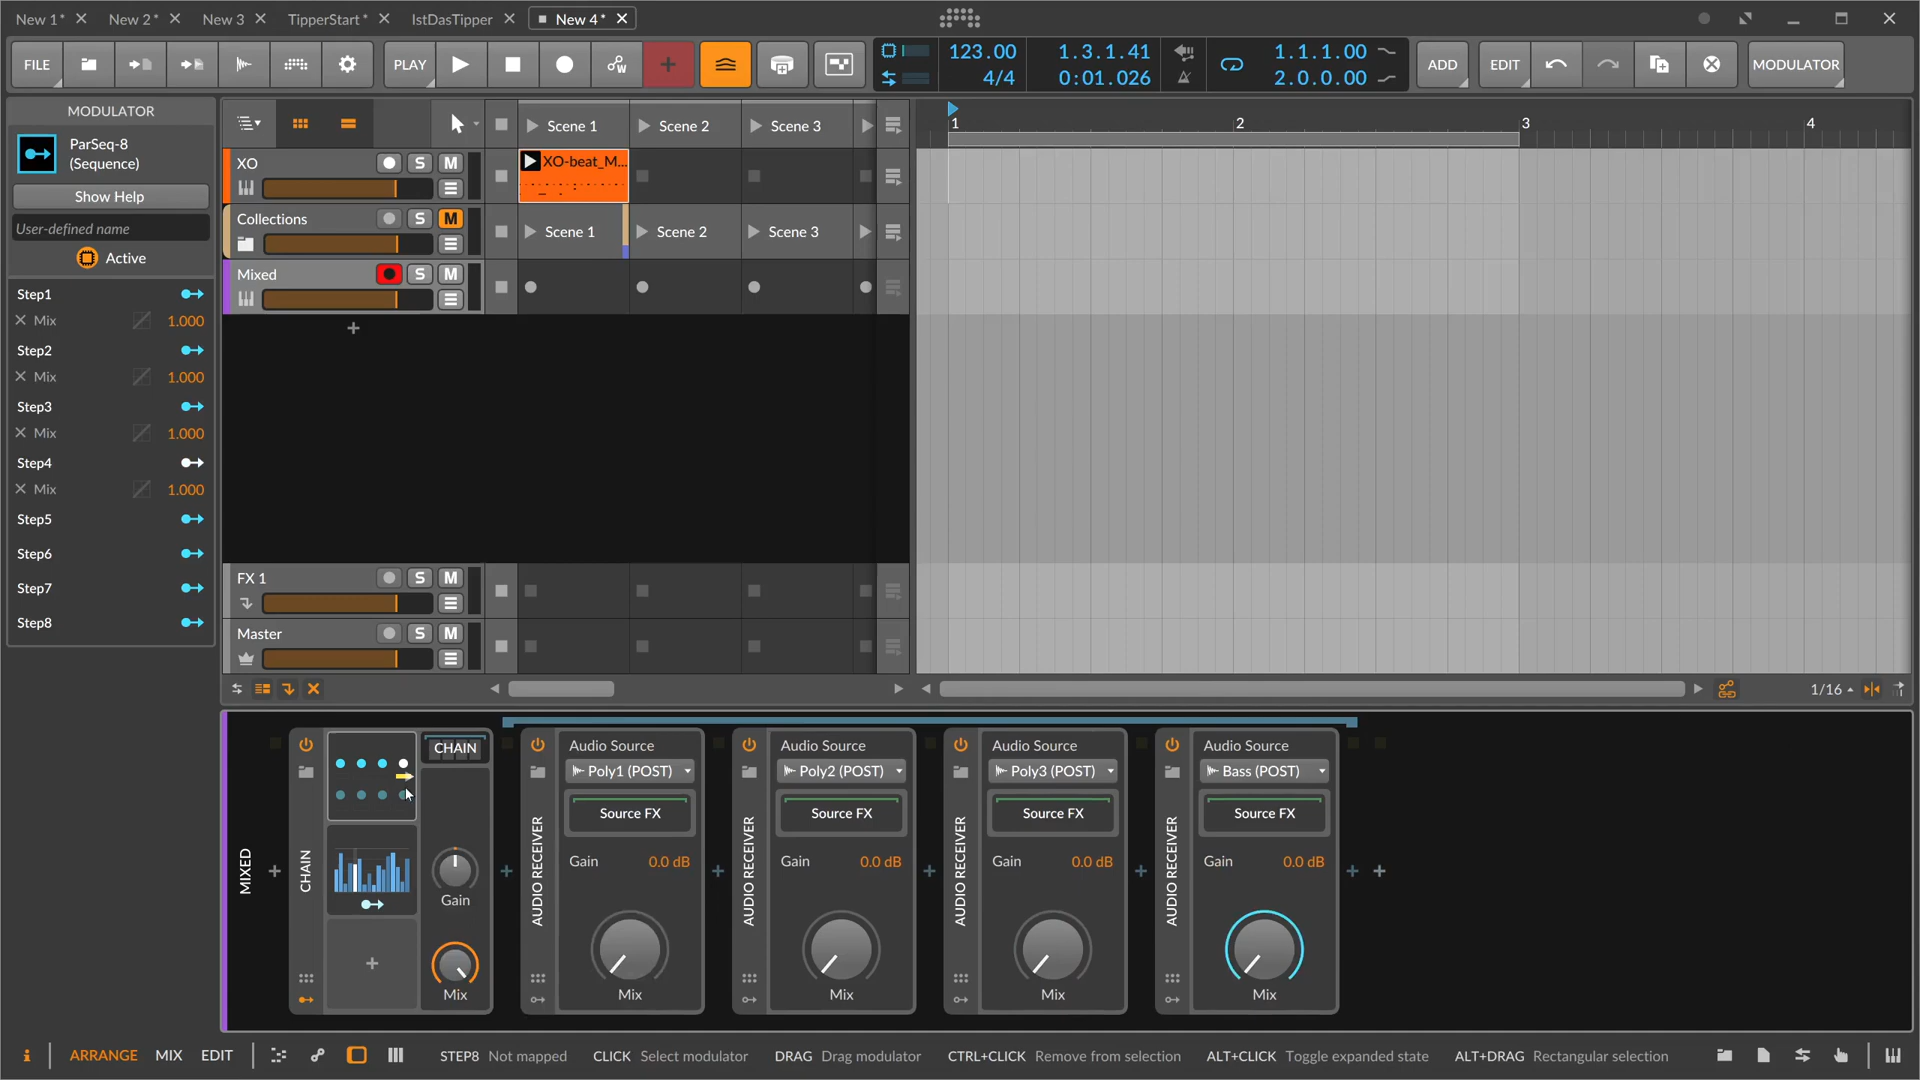 New 1 *
New 2 *
New 3
TipperStart *
IstDasTipper
New 4 *
FILE
PLAY
123.00
4/4
1.3.1.41
0:01.026
1.1.1.00
2.0.0.00
ADD
EDIT
MODULATOR
MODULATOR
ParSeq-8
(Sequence)
Show Help
User-defined name
Active
Step1
Mix 1.000
Step2
Mix 1.000
Step3
Mix 1.000
Step4
Mix 1.000
Step5
Step6
Step7
Step8
Scene 1 Scene 2 Scene 3
1 2 3 4
XO S M
XO-beat_M...
Collections S M
Scene 1 Scene 2 Scene 3
Mixed S M
FX 1 S M
Master S M
1/16
MIXED
CHAIN
CHAIN
Gain
Mix
AUDIO RECEIVER
Audio Source
Poly1 (POST)
Source FX
Gain 0.0 dB
Mix
AUDIO RECEIVER
Audio Source
Poly2 (POST)
Source FX
Gain 0.0 dB
Mix
AUDIO RECEIVER
Audio Source
Poly3 (POST)
Source FX
Gain 0.0 dB
Mix
AUDIO RECEIVER
Audio Source
Bass (POST)
Source FX
Gain 0.0 dB
Mix
ARRANGE MIX EDIT
STEP8 Not mapped CLICK Select modulator DRAG Drag modulator CTRL+CLICK Remove from selection ALT+CLICK Toggle expanded state ALT+DRAG Rectangular selection